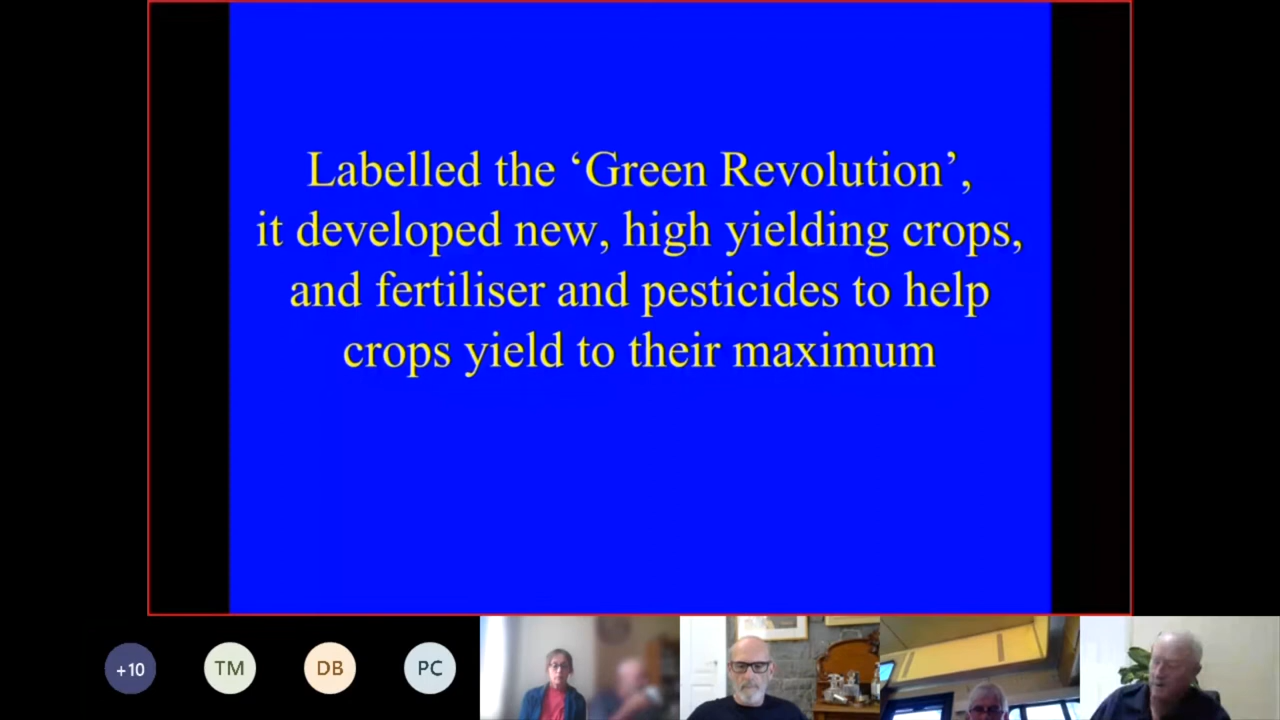 Labelled the ‘Green Revolution’,
it developed new, high yielding crops,
and fertiliser and pesticides to help
crops yield to their maximum
+10
TM
DB
PC